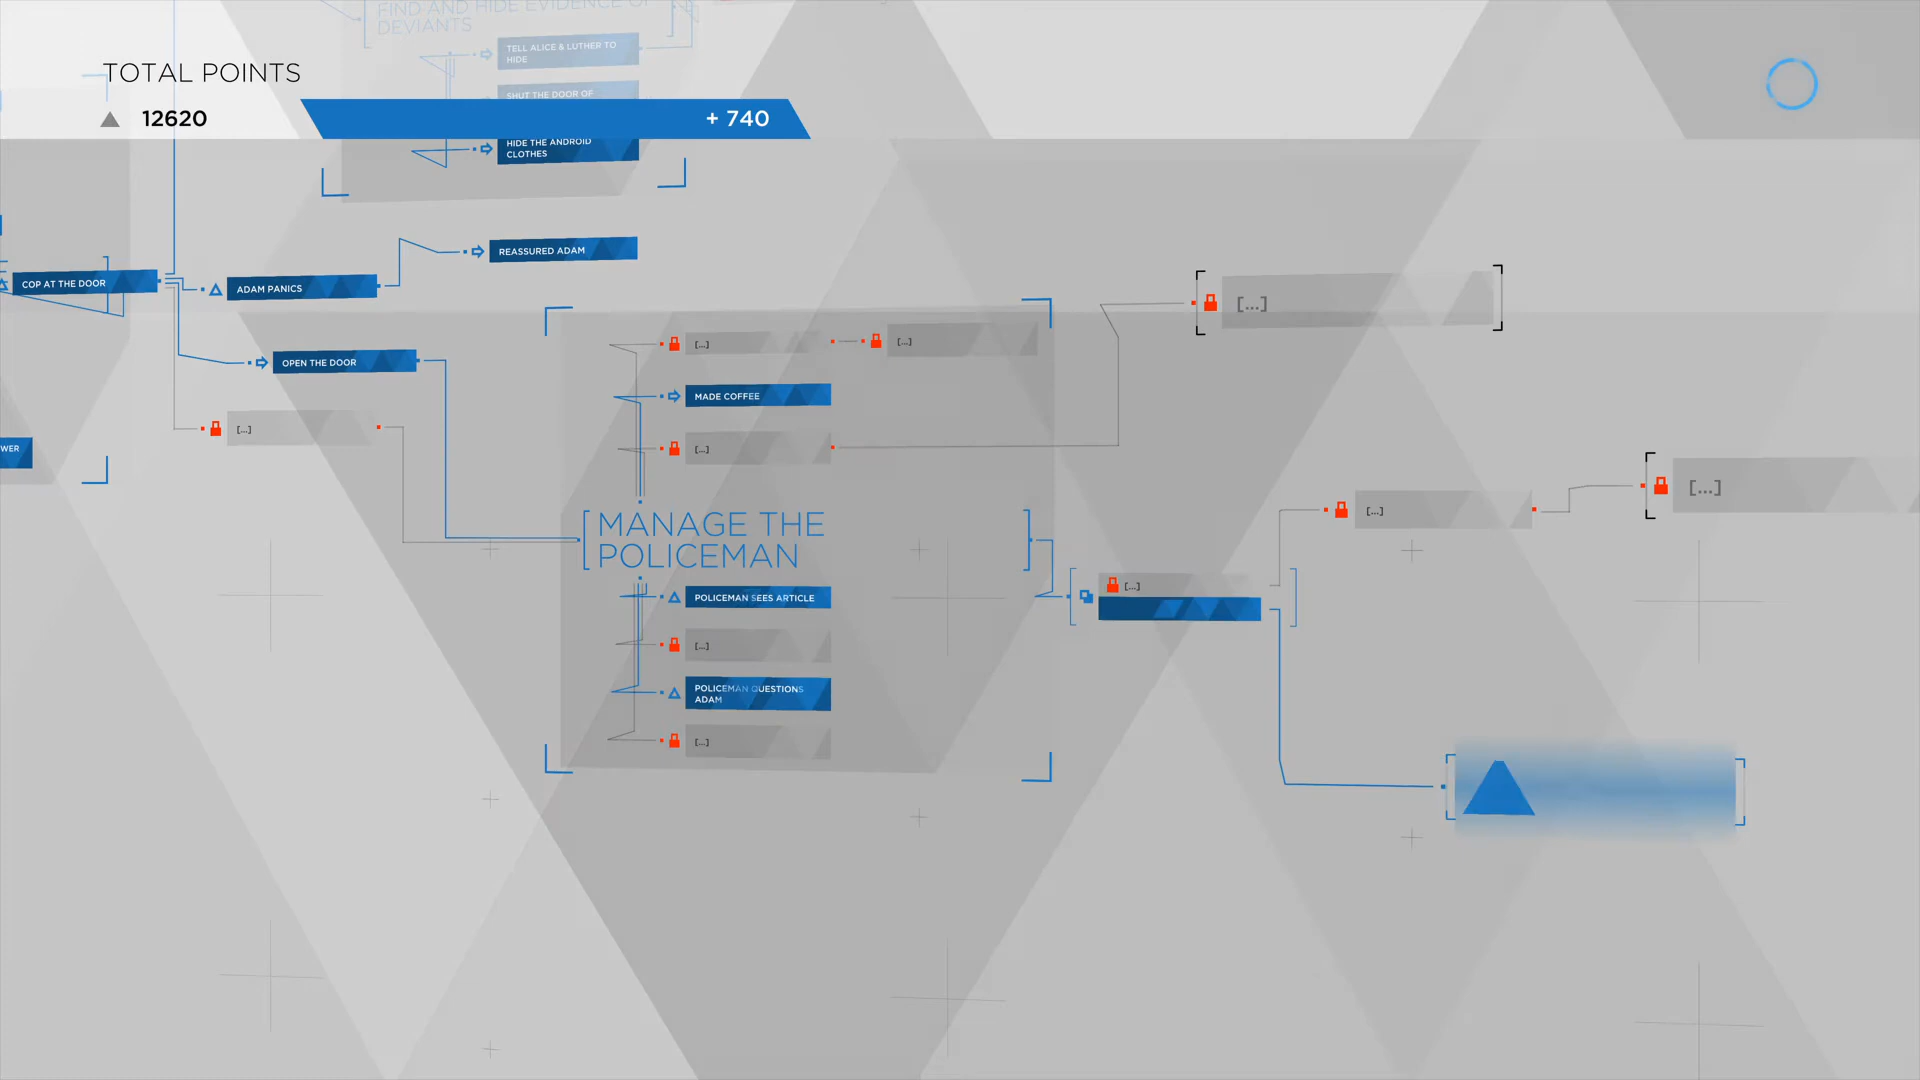 FIND AND HIDE EVIDENCE OF
DEVIANTS
TELL ALICE & LUTHER TO
HIDE
SHUT THE DOOR OF
HIDE THE ANDROID
CLOTHES
TOTAL POINTS
12620
+ 740
REASSURED ADAM
COP AT THE DOOR
ADAM PANICS
[...]
[...]
[...]
OPEN THE DOOR
MADE COFFEE
[...]
[...]
WER
[...]
[...]
MANAGE THE
POLICEMAN
[...]
POLICEMAN SEES ARTICLE
[...]
POLICEMAN QUESTIONS
ADAM
[...]